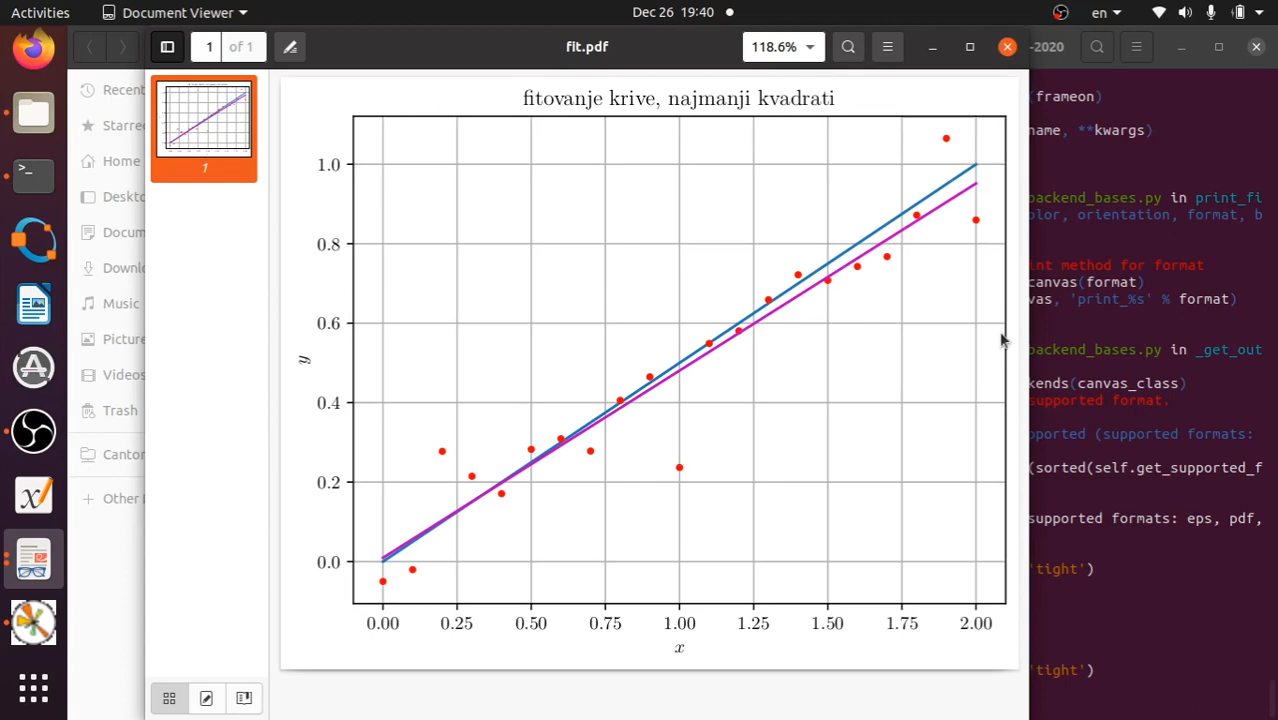 Activities
Document Viewer
Dec 26 19:40
en
1
of 1
fit.pdf
118.6%
-2020
Recent
Starred
Home
Deskto
Docum
Downlo
Music
Picture
Videos
Trash
Canton
Other
1
fitovanje krive, najmanji kvadrati
1.0
0.8
0.6
0.4
0.2
0.0
y
0.00 0.25 0.50 0.75 1.00 1.25 1.50 1.75 2.00
x
(frameon)
name, **kwargs)
backend_bases.py in print_fi
olor, orientation, format, b
int method for format
canvas(format)
vas, 'print_%s' % format)
backend_bases.py in _get_out
kends(canvas_class)
supported format.
pported (supported formats:
(sorted(self.get_supported_f
supported formats: eps, pdf,
'tight')
'tight')